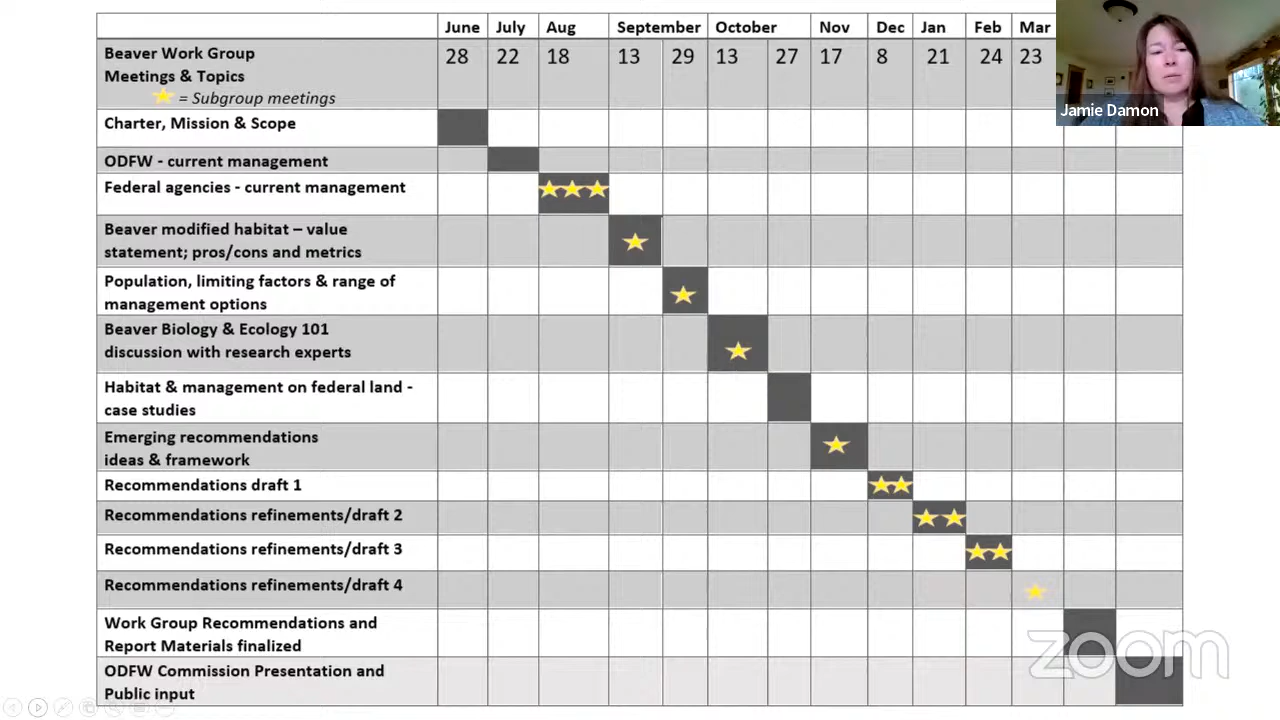 June July Aug September October Nov Dec Jan Feb Mar
Beaver Work Group
Meetings & Topics
= Subgroup meetings
28 22 18 13 29 13 27 17 8 21 24 23
Jamie Damon
Charter, Mission & Scope
ODFW - current management
Federal agencies - current management
Beaver modified habitat – value
statement; pros/cons and metrics
Population, limiting factors & range of
management options
Beaver Biology & Ecology 101
discussion with research experts
Habitat & management on federal land -
case studies
Emerging recommendations
ideas & framework
Recommendations draft 1
Recommendations refinements/draft 2
Recommendations refinements/draft 3
Recommendations refinements/draft 4
Work Group Recommendations and
Report Materials finalized
ODFW Commission Presentation and
Public input
zoom